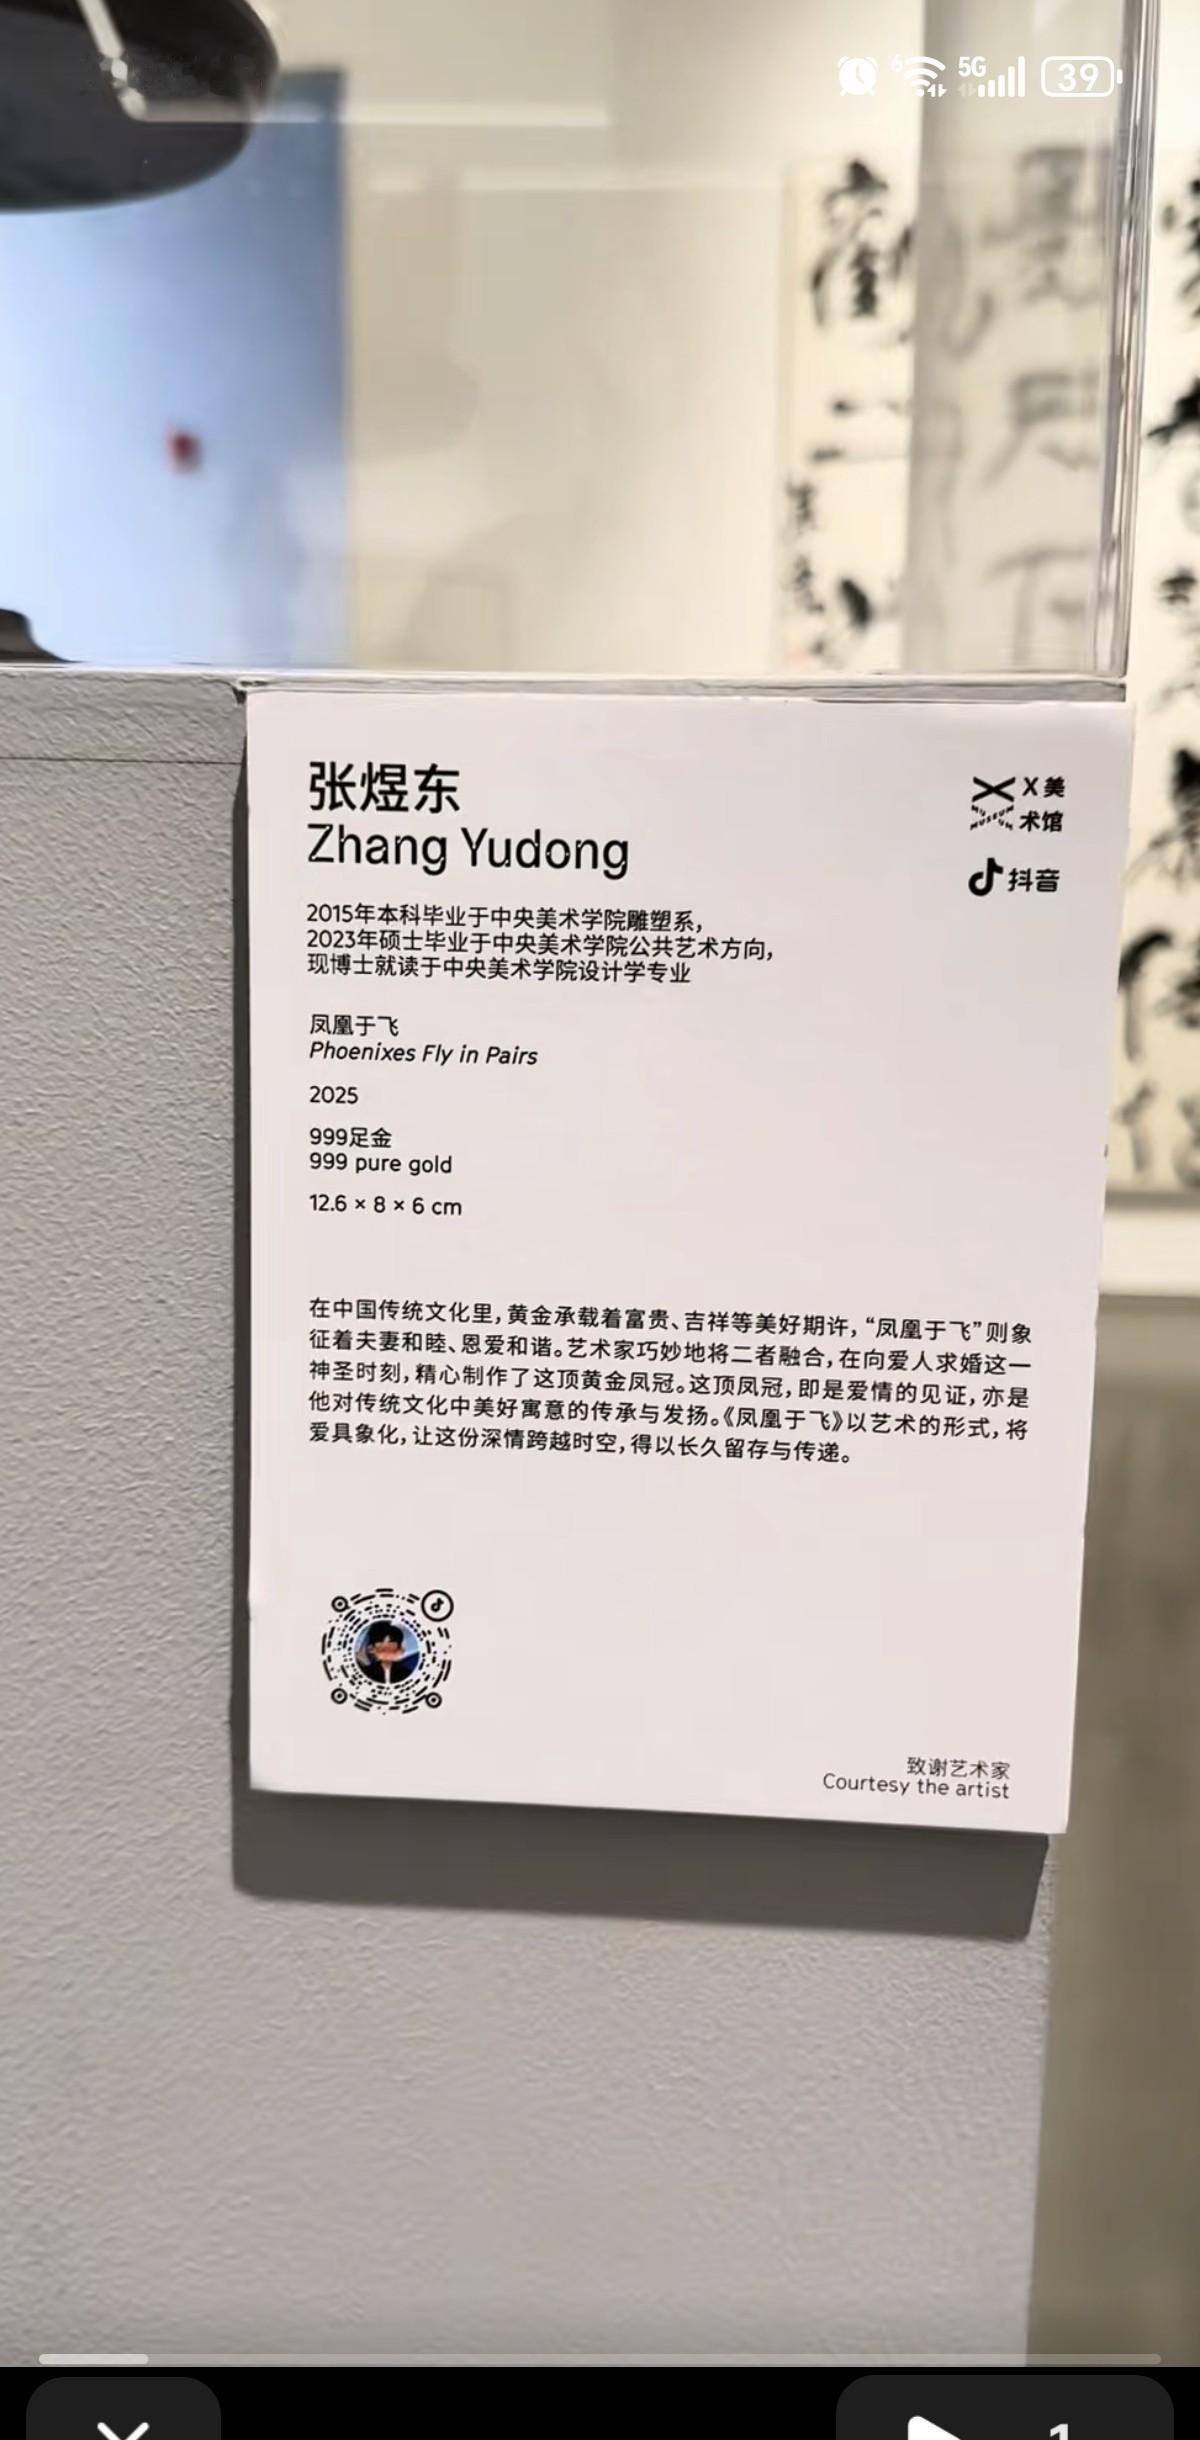 5G
39
张煜东
Zhang Yudong
X 美
术馆
抖音
2015年本科毕业于中央美术学院雕塑系，
2023年硕士毕业于中央美术学院公共艺术方向，
现博士就读于中央美术学院设计学专业
凤凰于飞
Phoenixes Fly in Pairs
2025
999足金
999 pure gold
12.6 × 8 × 6 cm
在中国传统文化里，黄金承载着富贵、吉祥等美好期许，“凤凰于飞”则象
征着夫妻和睦、恩爱和谐。艺术家巧妙地将二者融合，在向爱人求婚这一
神圣时刻，精心制作了这顶黄金凤冠。这顶凤冠，即是爱情的见证，亦是
他对传统文化中美好寓意的传承与发扬。《凤凰于飞》以艺术的形式，将
爱具象化，让这份深情跨越时空，得以长久留存与传递。
致谢艺术家
Courtesy the artist